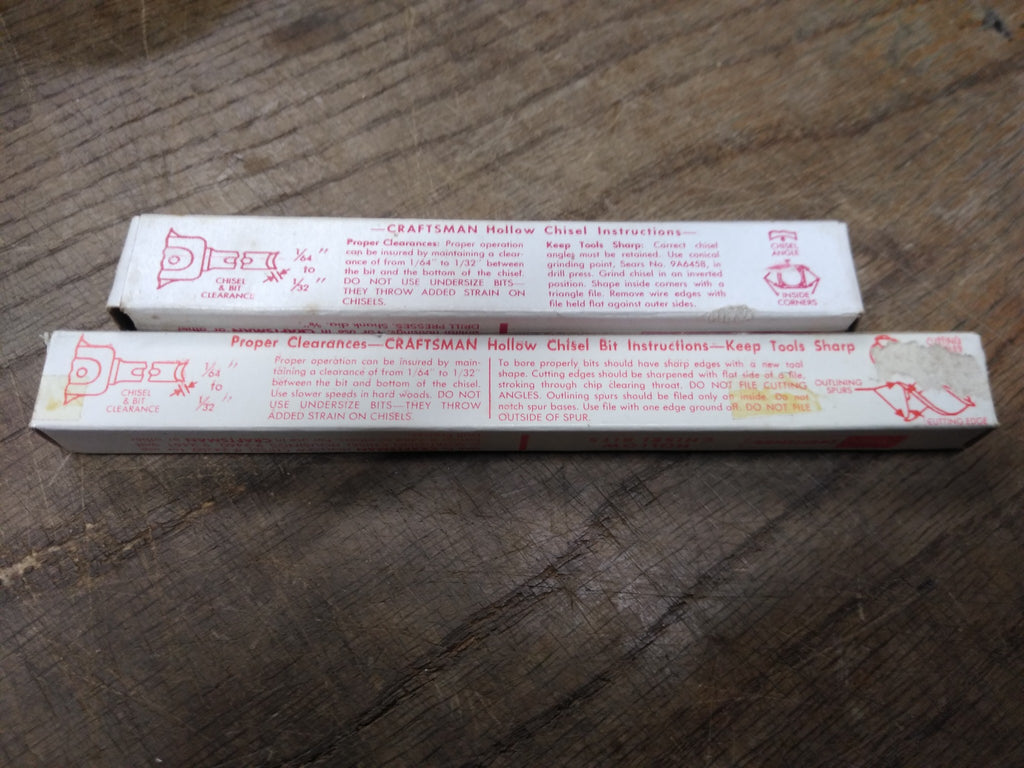 —CRAFTSMAN Hollow Chisel Instructions—
1/64" to 1/32"
CHISEL
& BIT
CLEARANCE
Proper Clearances: Proper operation
can be insured by maintaining a clear-
ance of from 1/64" to 1/32" between
the bit and the bottom of the chisel.
DO NOT USE UNDERSIZE BITS—
THEY THROW ADDED STRAIN ON
CHISELS.
Keep Tools Sharp: Correct chisel
angles must be retained. Use conical
grinding point, Sears No. 9A6458, in
drill press. Grind chisel in an inverted
position. Shape inside corners with a
triangle file. Remove wire edges with
file held flat against outer sides.
CHISEL
ANGLE
INSIDE
CORNERS
DRILL PRESSES
Proper Clearances—CRAFTSMAN Hollow Chisel Bit Instructions—Keep Tools Sharp
1/64" to 1/32"
CHISEL
& BIT
CLEARANCE
Proper operation can be insured by main-
taining a clearance of from 1/64" to 1/32"
between the bit and the bottom of the chisel.
Use slower speeds in hard woods. DO NOT
USE UNDERSIZE BITS—THEY THROW
ADDED STRAIN ON CHISELS.
To bore properly bits should have sharp edges with a new tool
shape. Cutting edges should be sharpened with flat side of a file,
stroking through chip clearing throat. DO NOT FILE CUTTING
ANGLES. Outlining spurs should be filed only on inside. Do not
notch spur bases. Use file with one edge ground off. DO NOT FILE
OUTSIDE OF SPUR.
CUTTING
OUTLINING
SPURS
CUTTING EDGE
CHISEL BITS